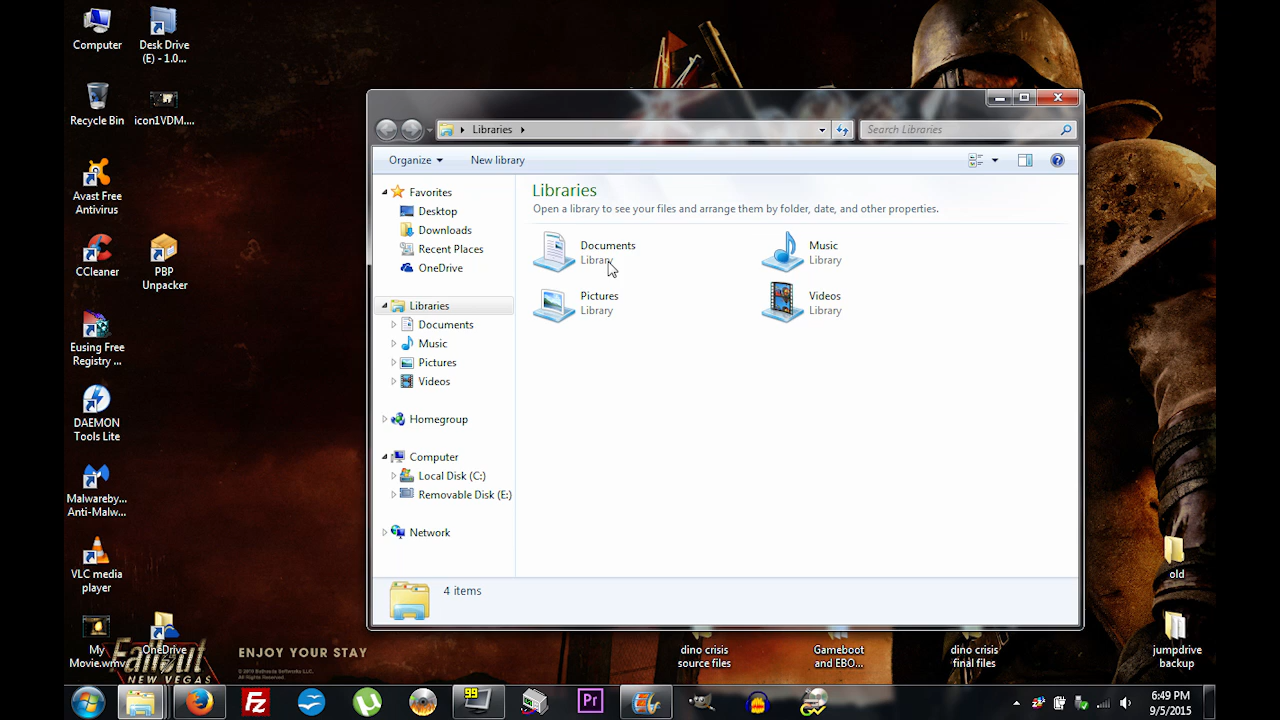 Computer
Desk Drive
(E) - 1.0...
Recycle Bin
icon1VDM....
Avast Free
Antivirus
CCleaner
PBP
Unpacker
Eusing Free
Registry ...
DAEMON
Tools Lite
Malwareby...
Anti-Malw...
VLC media
player
My
Movie.wmv
OneDrive
Fallout
NEW VEGAS
ENJOY YOUR STAY
All Rights Reserved.
Libraries
Search Libraries
Organize
New library
Favorites
Desktop
Downloads
Recent Places
OneDrive
Libraries
Documents
Music
Pictures
Videos
Homegroup
Computer
Local Disk (C:)
Removable Disk (E:)
Network
Libraries
Open a library to see your files and arrange them by folder, date, and other properties.
Documents
Library
Music
Library
Pictures
Library
Videos
Library
4 items
old
dino crisis
source files
Gameboot
and EBO...
dino crisis
final files
jumpdrive
backup
99
Pr
6:49 PM
9/5/2015